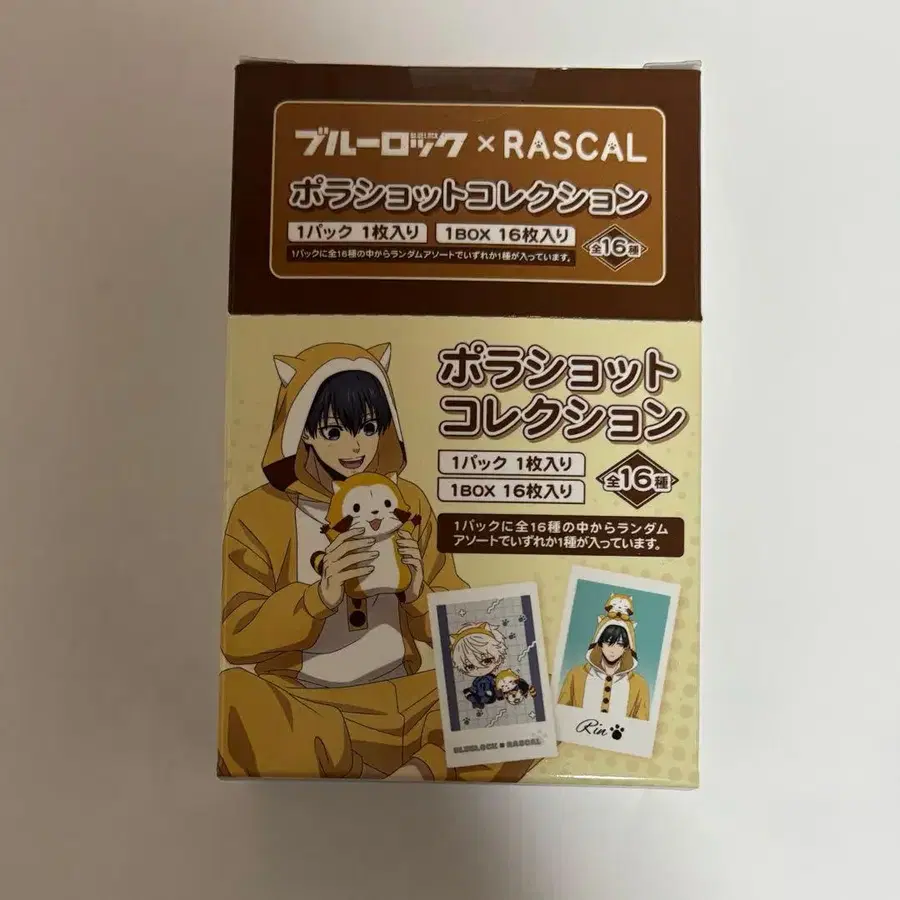 ブルーロック×RASCAL
ポラショットコレクション
1パック 1枚入り
1BOX 16枚入り
全16種
1パックに全16種の中からランダムアソートでいずれか1種が入っています。
ポラショット
コレクション
1パック 1枚入り
1BOX 16枚入り
全16種
1パックに全16種の中からランダム
アソートでいずれか1種が入っています。
BLUELOCK × RASCAL
Rin